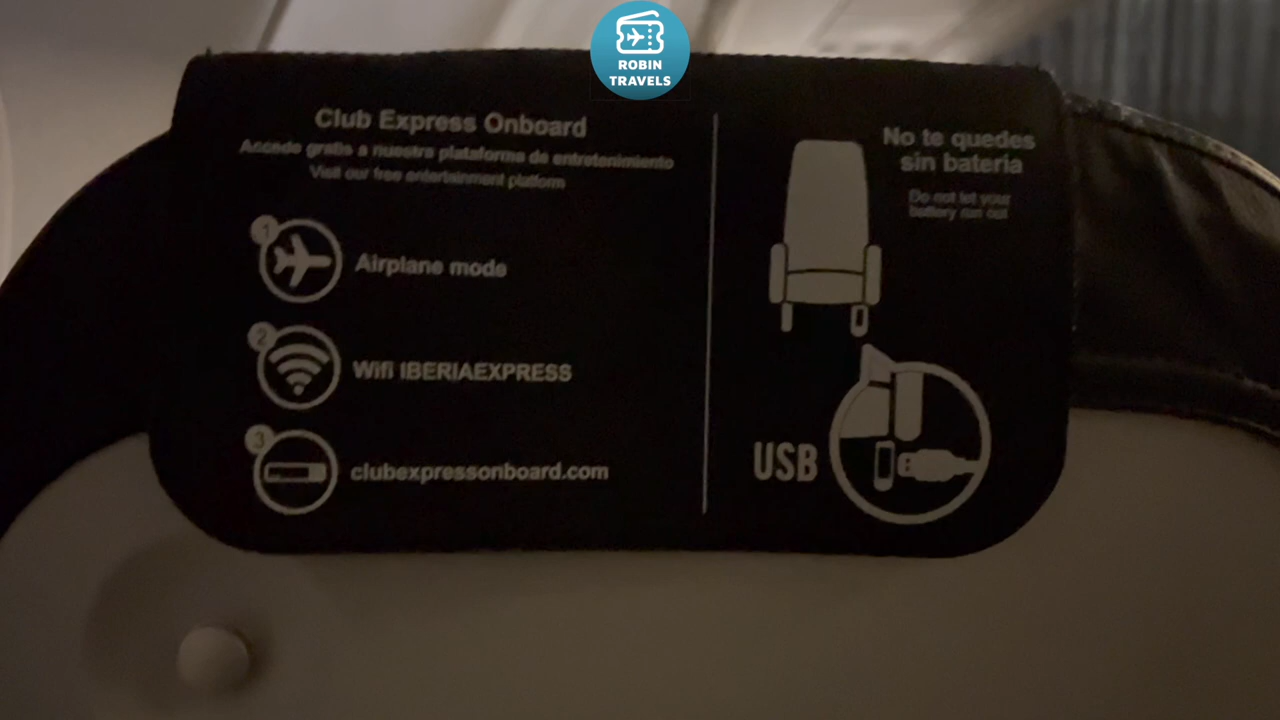 ROBIN
TRAVELS
Club Express Onboard
Accede gratis a nuestra plataforma de entretenimiento
Visit our free entertainment platform
1
Airplane mode
2
Wifi IBERIAEXPRESS
3
clubexpressonboard.com
No te quedes
sin batería
Do not let your
battery run out
USB